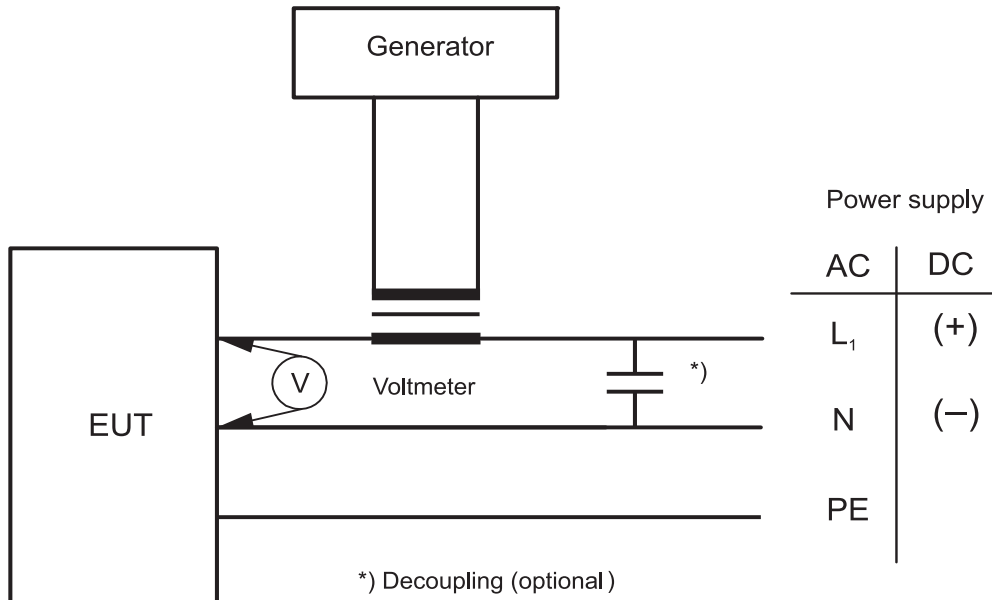 Generator
Power supply
AC DC
L₁ (+)
*)
V Voltmeter
N (–)
EUT
PE
*) Decoupling (optional)